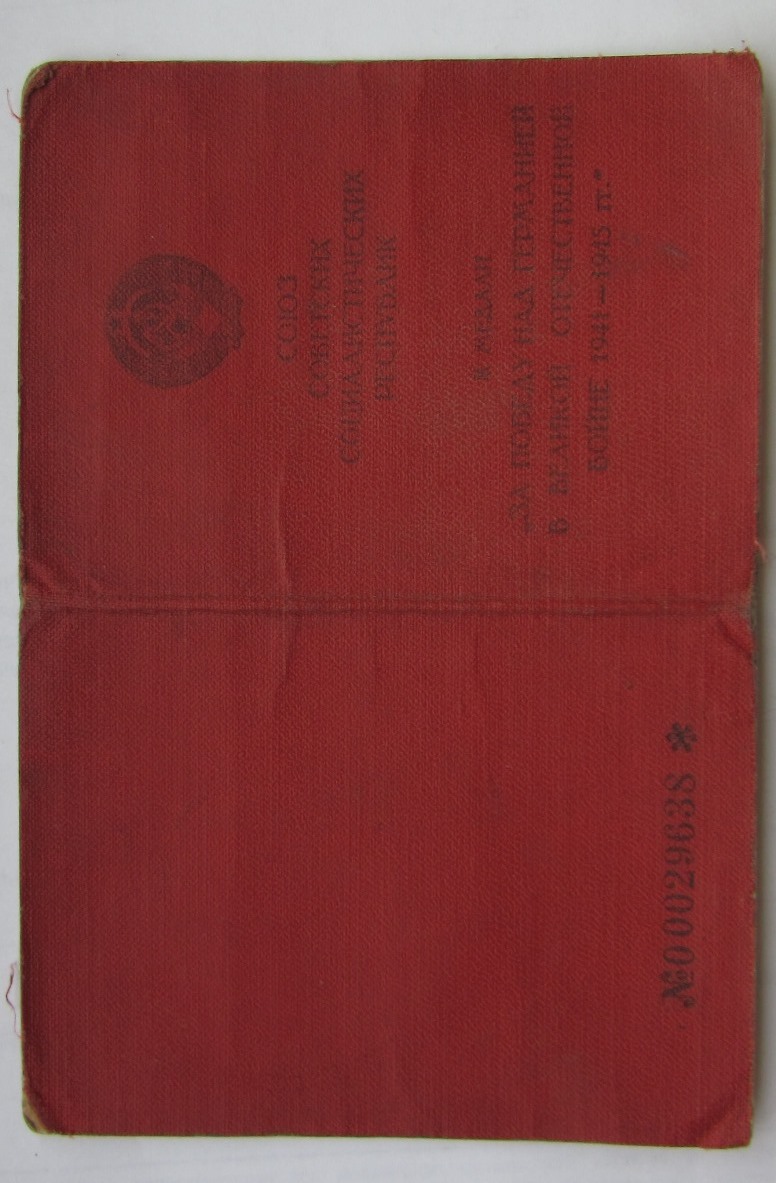 СОЮЗ
СОВЕТСКИХ
СОЦИАЛИСТИЧЕСКИХ
РЕСПУБЛИК
К МЕДАЛИ
„ЗА ПОБЕДУ НАД ГЕРМАНИЕЙ
В ВЕЛИКОЙ ОТЕЧЕСТВЕННОЙ
ВОЙНЕ 1941—1945 гг.“
№ 0029638 *